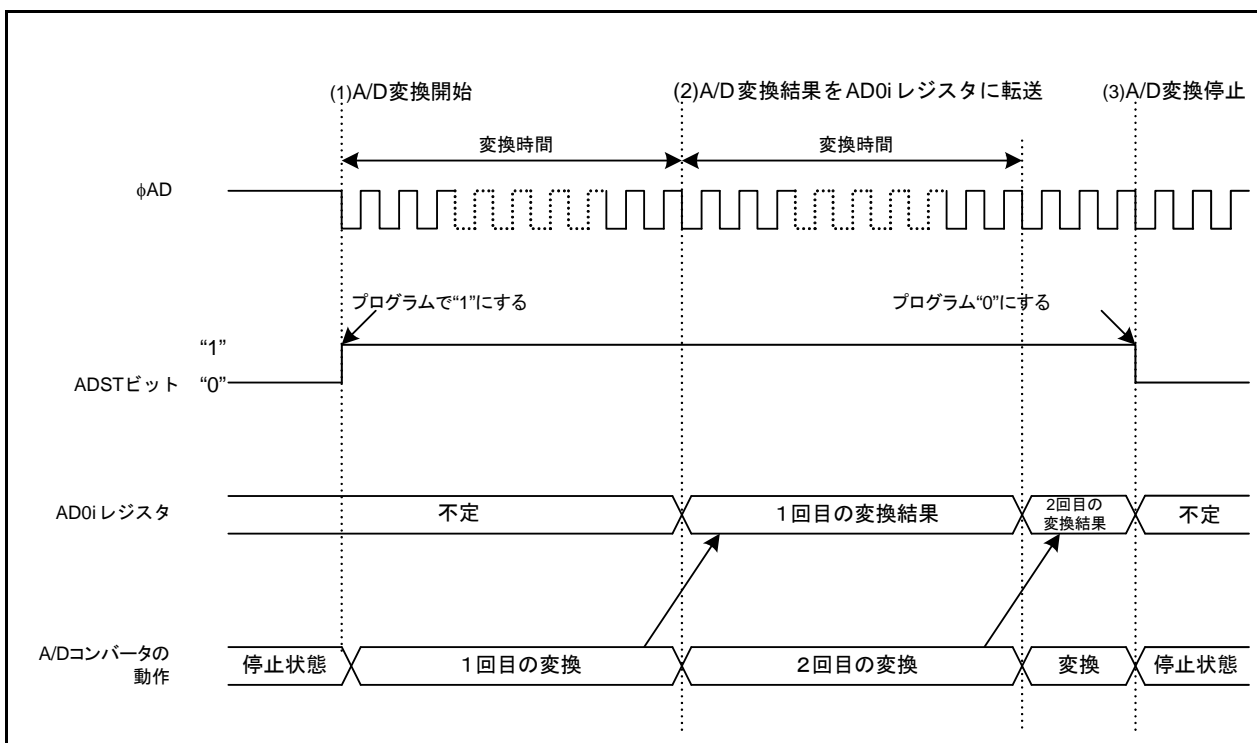 (1)A/D変換開始
(2)A/D変換結果をAD0iレジスタに転送
(3)A/D変換停止
変換時間
変換時間
φAD
プログラムで“1”にする
プログラム“0”にする
“1”
ADSTビット “0”
AD0iレジスタ
不定
1回目の変換結果
2回目の
変換結果
不定
A/Dコンバータの
動作
停止状態
1回目の変換
2回目の変換
変換
停止状態